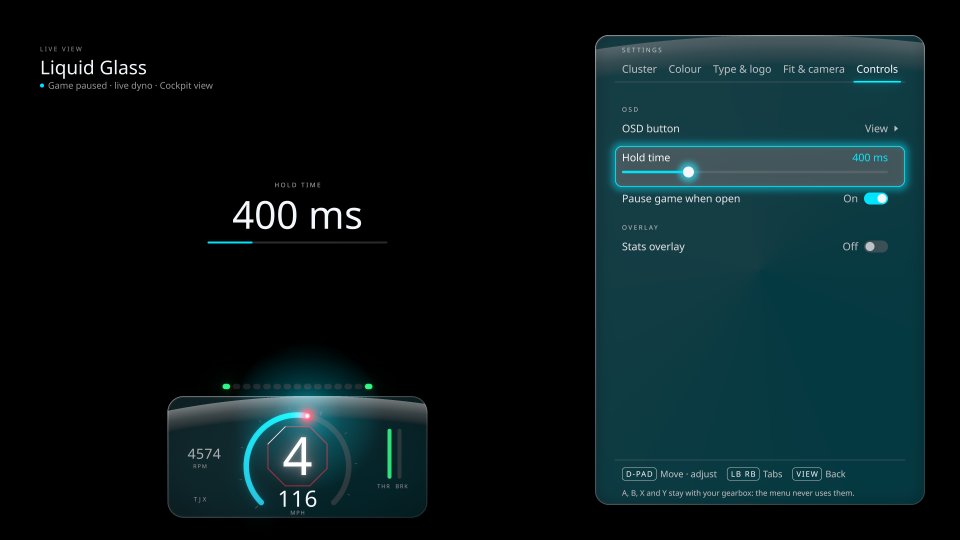 LIVE VIEW
Liquid Glass
Game paused · live dyno · Cockpit view
HOLD TIME
400 ms
4574
RPM
TJX
4
116
MPH
THR BRK
SETTINGS
Cluster Colour Type & logo Fit & camera Controls
OSD
OSD button View
Hold time 400 ms
Pause game when open On
OVERLAY
Stats overlay Off
D-PAD Move · adjust LB RB Tabs VIEW Back
A, B, X and Y stay with your gearbox: the menu never uses them.